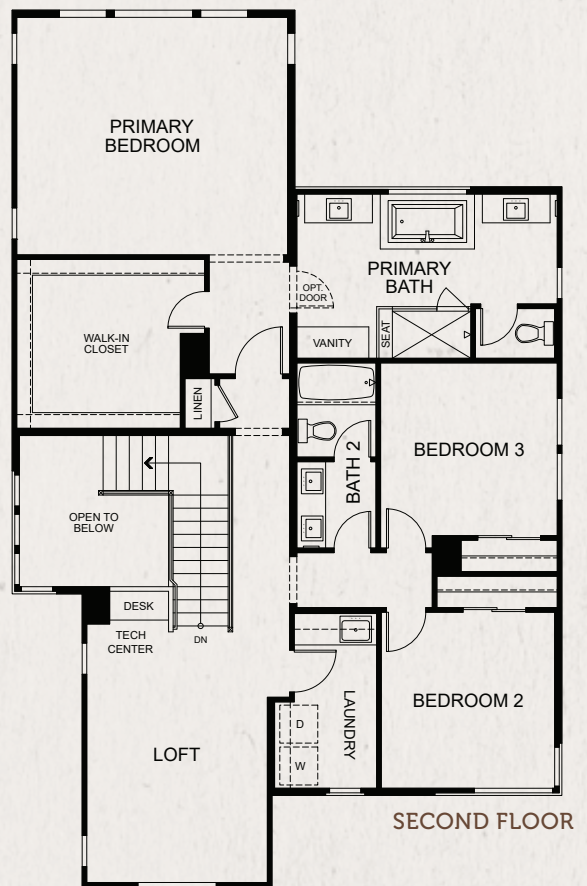 PRIMARY
BEDROOM
PRIMARY
BATH
OPT.
DOOR
WALK-IN
CLOSET
VANITY
SEAT
LINEN
BATH 2
BEDROOM 3
OPEN TO
BELOW
DESK
TECH
CENTER
DN
BEDROOM 2
LAUNDRY
D
W
LOFT
SECOND FLOOR